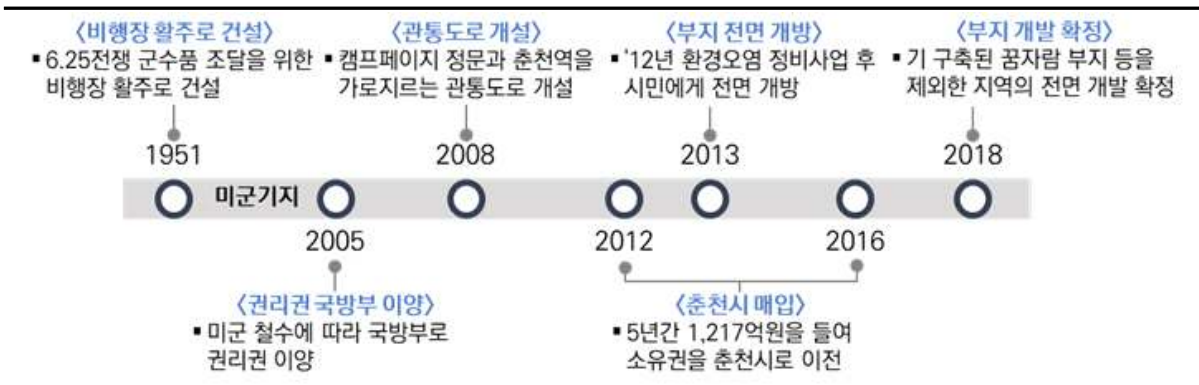 〈비행장 활주로 건설〉
▪ 6.25전쟁 군수품 조달을 위한
비행장 활주로 건설
〈관통도로 개설〉
▪ 캠프페이지 정문과 춘천역을
가로지르는 관통도로 개설
〈부지 전면 개방〉
▪ '12년 환경오염 정비사업 후
시민에게 전면 개방
〈부지 개발 확정〉
▪ 기 구축된 꿈자람 부지 등을
제외한 지역의 전면 개발 확정
1951
2008
2013
2018
미군기지
2005
2012
2016
〈권리권 국방부 이양〉
▪ 미군 철수에 따라 국방부로
권리권 이양
〈춘천시 매입〉
▪ 5년간 1,217억원을 들여
소유권을 춘천시로 이전